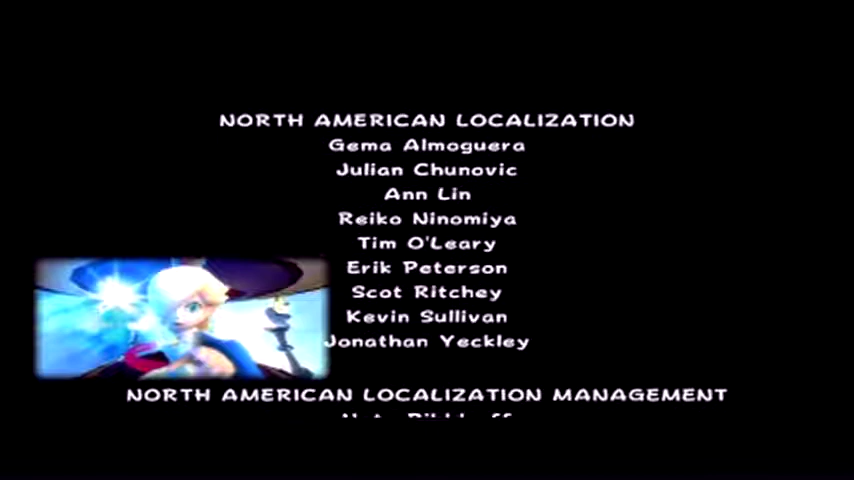 NORTH AMERICAN LOCALIZATION
Gema Almoguera
Julian Chunovic
Ann Lin
Reiko Ninomiya
Tim O'Leary
Erik Peterson
Scot Ritchey
Kevin Sullivan
Jonathan Yeckley
NORTH AMERICAN LOCALIZATION MANAGEMENT